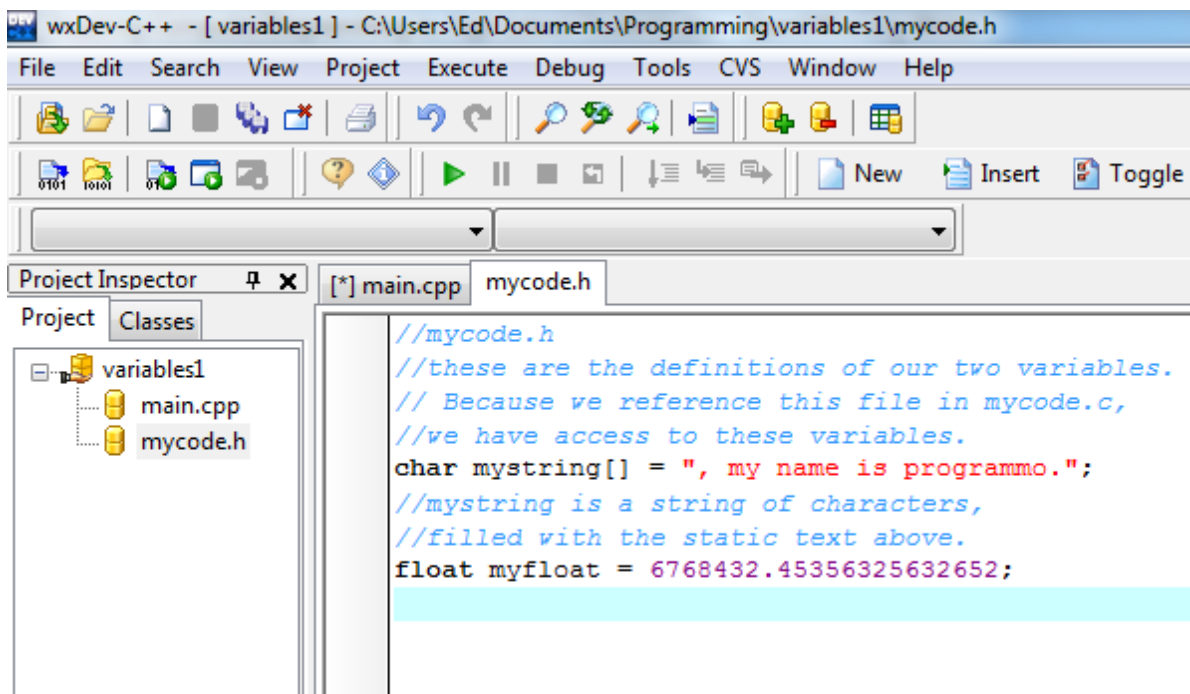 wxDev-C++ - [ variables1 ] - C:\Users\Ed\Documents\Programming\variables1\mycode.h
File Edit Search View Project Execute Debug Tools CVS Window Help
New Insert Toggle
Project Inspector
[*] main.cpp mycode.h
Project Classes
variables1
main.cpp
mycode.h
//mycode.h
//these are the definitions of our two variables.
// Because we reference this file in mycode.c,
//we have access to these variables.
char mystring[] = ", my name is programmo.";
//mystring is a string of characters,
//filled with the static text above.
float myfloat = 6768432.45356325632652;